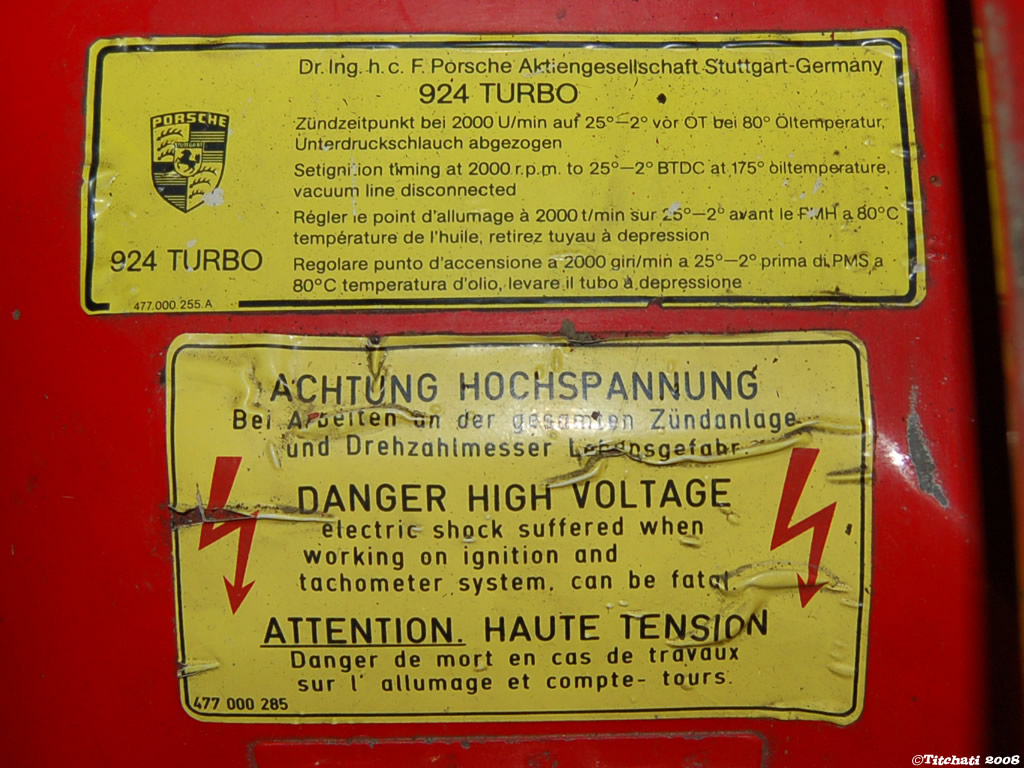 Dr. Ing. h. c. F. Porsche Aktiengesellschaft Stuttgart-Germany
924 TURBO
PORSCHE
STUTTGART
Zündzeitpunkt bei 2000 U/min auf 25°–2° vor OT bei 80° Öltemperatur,
Unterdruckschlauch abgezogen
Setignition timing at 2000 r.p.m. to 25°–2° BTDC at 175° oiltemperature,
vacuum line disconnected
Régler le point d'allumage à 2000 t/min sur 25°–2° avant le PMH a 80°C
température de l'huile, retirez tuyau à depression
924 TURBO
Regolare punto d'accensione a 2000 giri/min a 25°–2° prima di PMS a
80°C temperatura d'olio, levare il tubo à depressione
477.000.255.A
ACHTUNG HOCHSPANNUNG
Bei Arbeiten an der gesamten Zündanlage
und Drehzahlmesser Lebensgefahr.
DANGER HIGH VOLTAGE
electric shock suffered when
working on ignition and
tachometer system, can be fatal.
ATTENTION. HAUTE TENSION
Danger de mort en cas de travaux
sur l' allumage et compte- tours.
477 000 285
©Titchati 2008